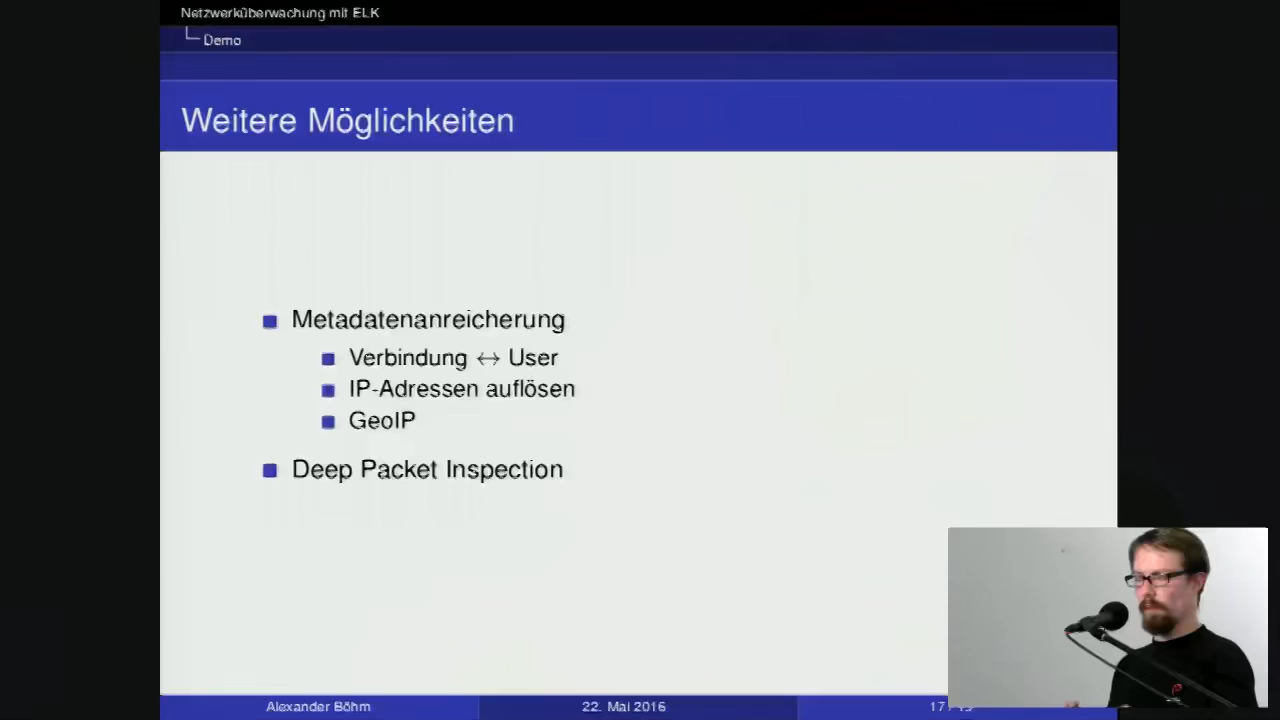 Netzwerküberwachung mit ELK
Demo
Weitere Möglichkeiten
Metadatenanreicherung
Verbindung ↔ User
IP-Adressen auflösen
GeoIP
Deep Packet Inspection
Alexander Böhm
22. Mai 2016
17 /